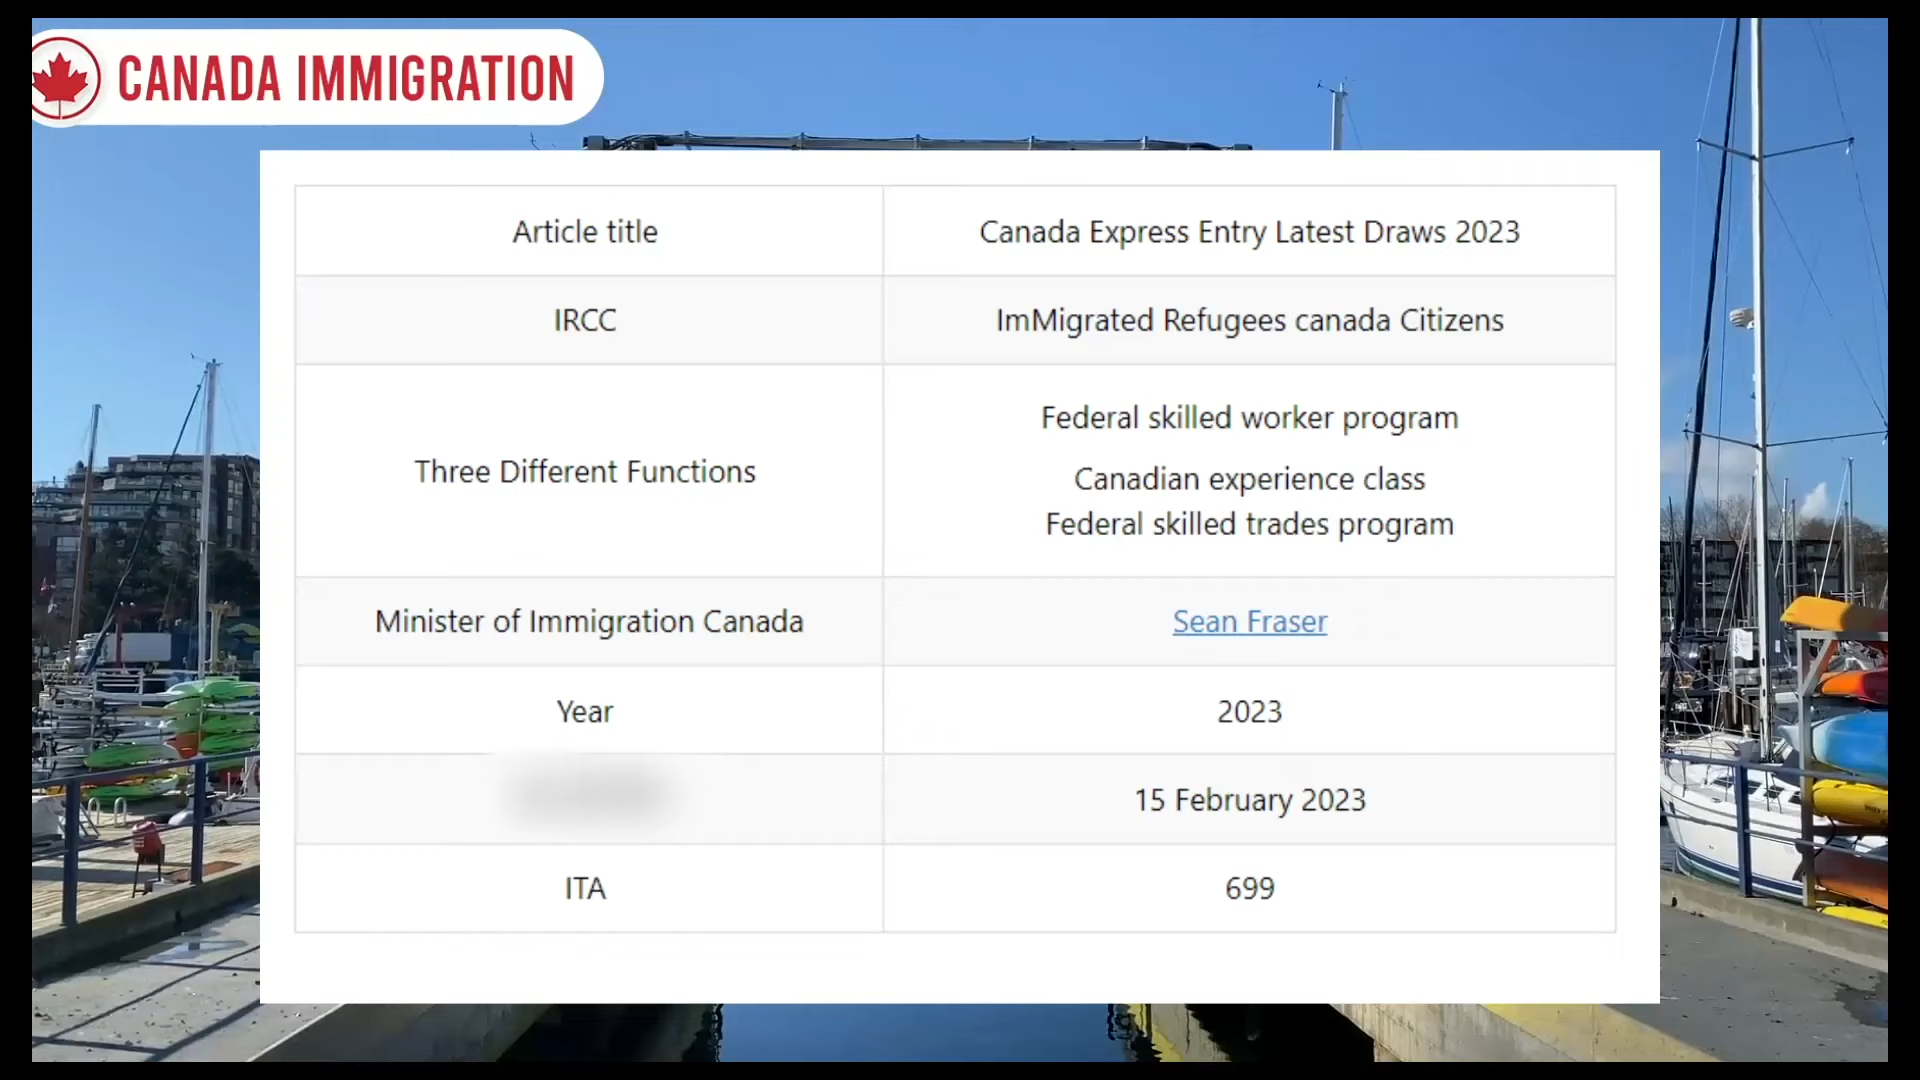 CANADA IMMIGRATION
Article title
Canada Express Entry Latest Draws 2023
IRCC
ImMigrated Refugees canada Citizens
Three Different Functions
Federal skilled worker program
Canadian experience class
Federal skilled trades program
Minister of Immigration Canada
Sean Fraser
Year
2023
15 February 2023
ITA
699